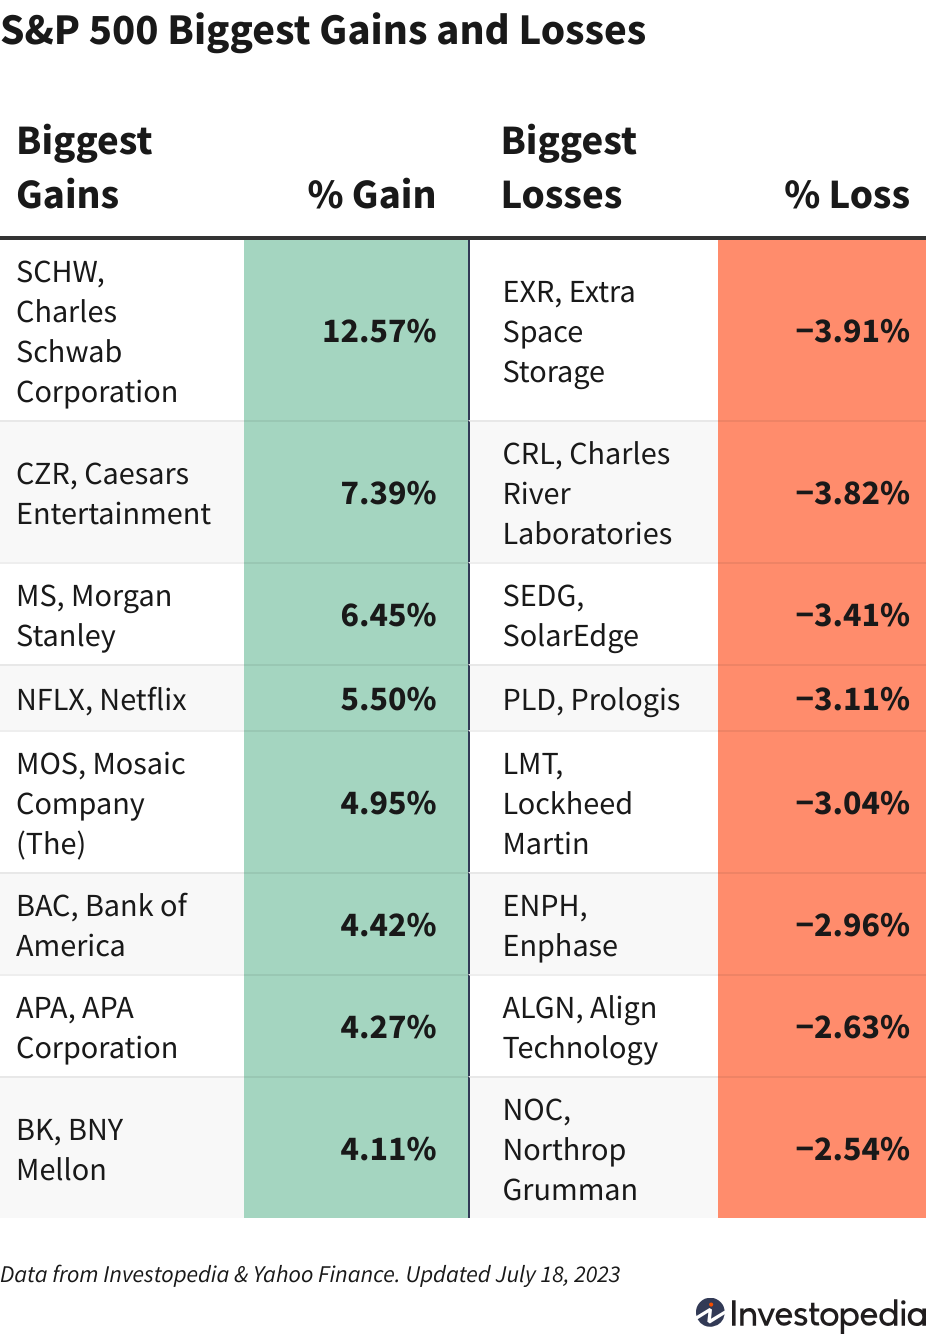 S&P 500 Biggest Gains and Losses
Biggest
Gains
% Gain
Biggest
Losses
% Loss
SCHW,
Charles
Schwab
Corporation
12.57%
EXR, Extra
Space
Storage
−3.91%
CZR, Caesars
Entertainment
7.39%
CRL, Charles
River
Laboratories
−3.82%
MS, Morgan
Stanley
6.45%
SEDG,
SolarEdge
−3.41%
NFLX, Netflix
5.50%
PLD, Prologis
−3.11%
MOS, Mosaic
Company
(The)
4.95%
LMT,
Lockheed
Martin
−3.04%
BAC, Bank of
America
4.42%
ENPH,
Enphase
−2.96%
APA, APA
Corporation
4.27%
ALGN, Align
Technology
−2.63%
BK, BNY
Mellon
4.11%
NOC,
Northrop
Grumman
−2.54%
Data from Investopedia & Yahoo Finance. Updated July 18, 2023
Investopedia